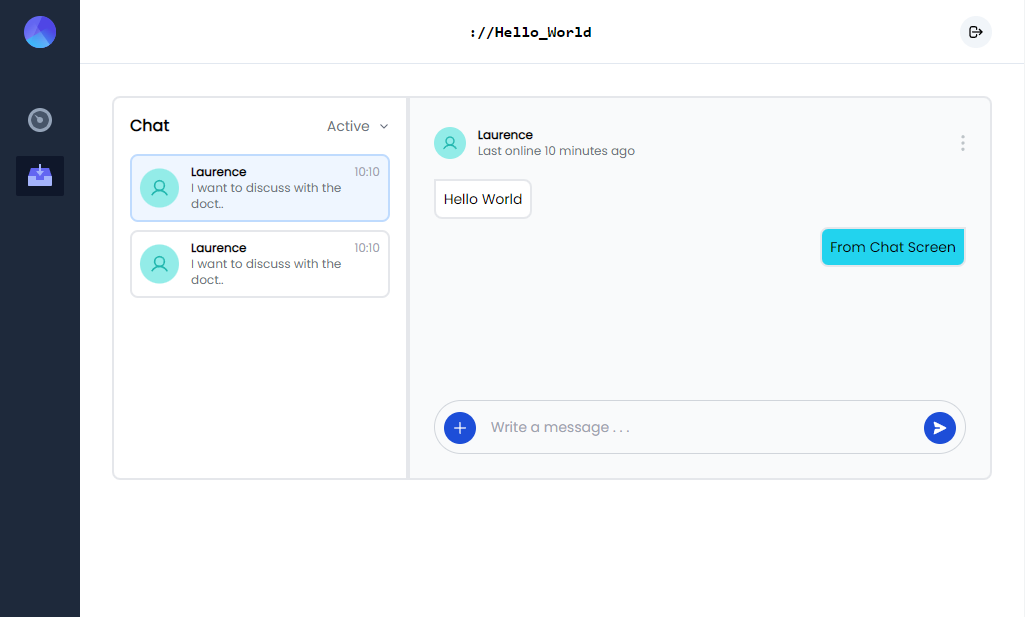 ://Hello_World
Chat
Active
Laurence
10:10
I want to discuss with the
doct..
Laurence
10:10
I want to discuss with the
doct..
Laurence
Last online 10 minutes ago
Hello World
From Chat Screen
Write a message . . .